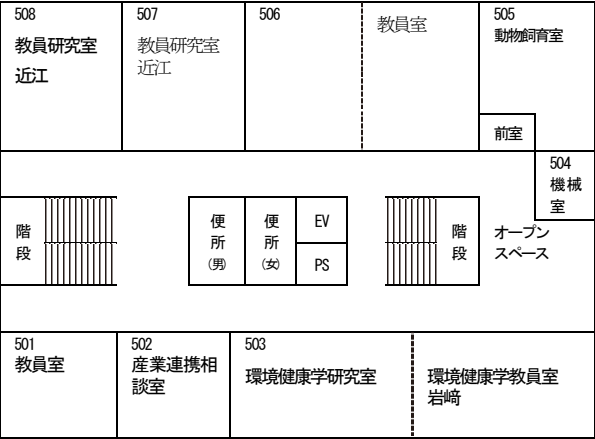 508
教員研究室
近江
507
教員研究室
近江
506
教員室
505
動物飼育室
前室
504
機械
室
階
段
便
所
(男)
便
所
(女)
EV
PS
階
段
オープン
スペース
501
教員室
502
産業連携相
談室
503
環境健康学研究室
環境健康学教員室
岩﨑